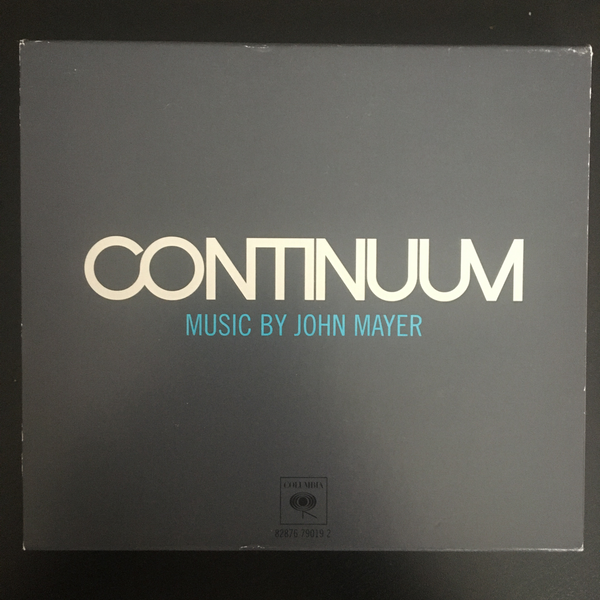 CONTINUUM
MUSIC BY JOHN MAYER
COLUMBIA
82876 79019 2